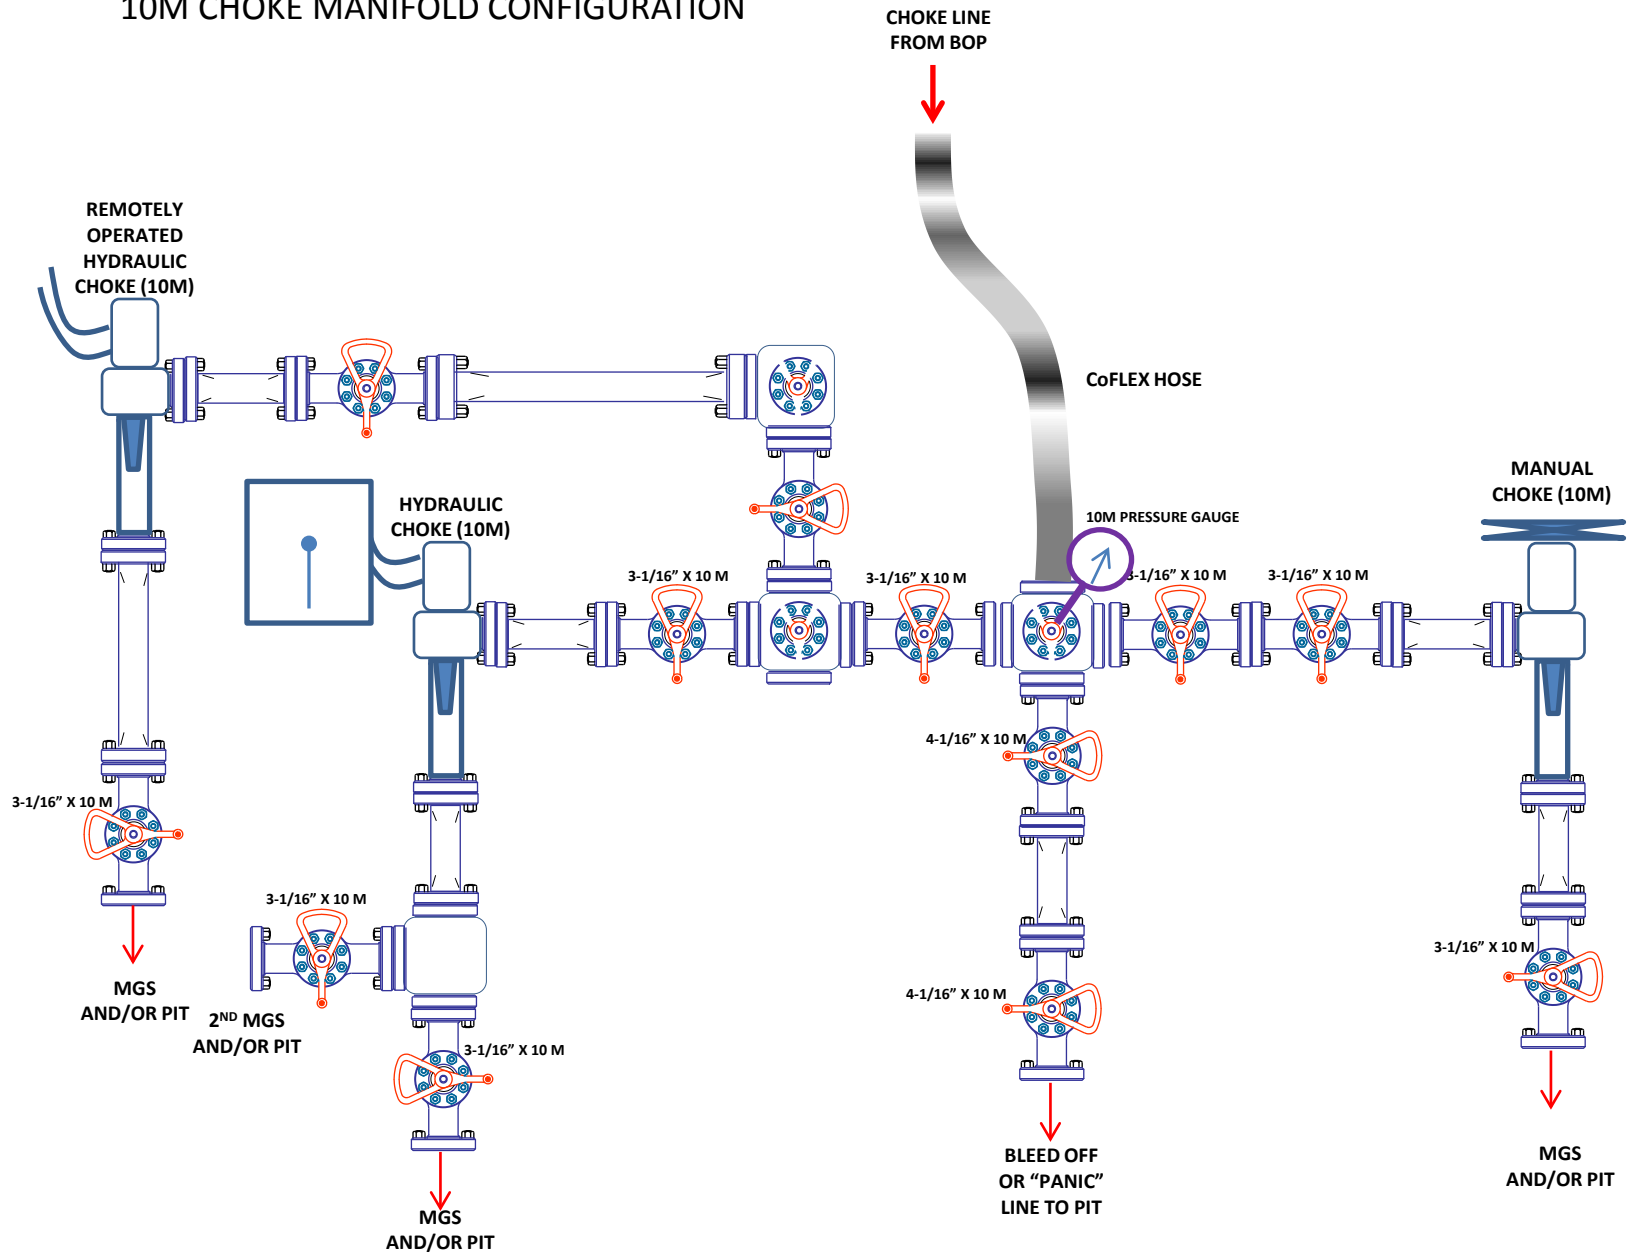 10M CHOKE MANIFOLD CONFIGURATION
CHOKE LINE
FROM BOP
REMOTELY
OPERATED
HYDRAULIC
CHOKE (10M)
CoFLEX HOSE
MANUAL
CHOKE (10M)
HYDRAULIC
CHOKE (10M)
10M PRESSURE GAUGE
3-1/16” X 10 M
3-1/16” X 10 M
3-1/16” X 10 M
3-1/16” X 10 M
4-1/16” X 10 M
3-1/16” X 10 M
3-1/16” X 10 M
3-1/16” X 10 M
4-1/16” X 10 M
MGS
AND/OR PIT
2ND MGS
AND/OR PIT
3-1/16” X 10 M
BLEED OFF
OR “PANIC”
LINE TO PIT
MGS
AND/OR PIT
MGS
AND/OR PIT